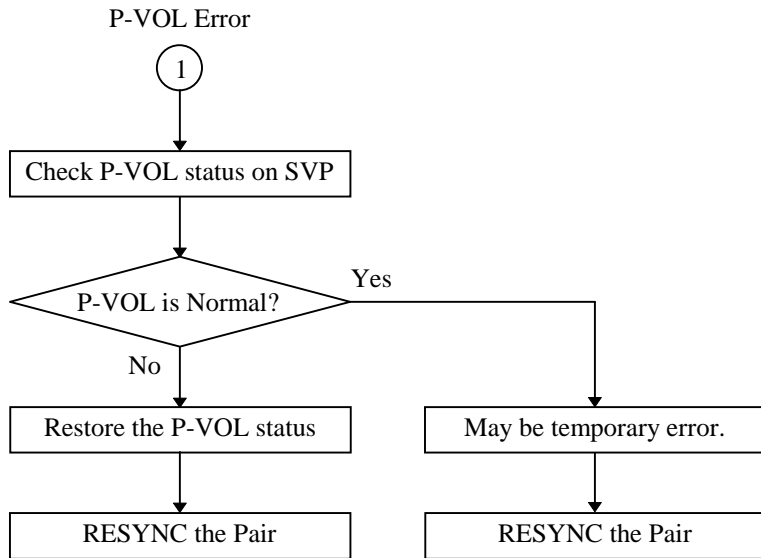 P-VOL Error
1
Check P-VOL status on SVP
P-VOL is Normal?
Yes
No
Restore the P-VOL status
May be temporary error.
RESYNC the Pair
RESYNC the Pair